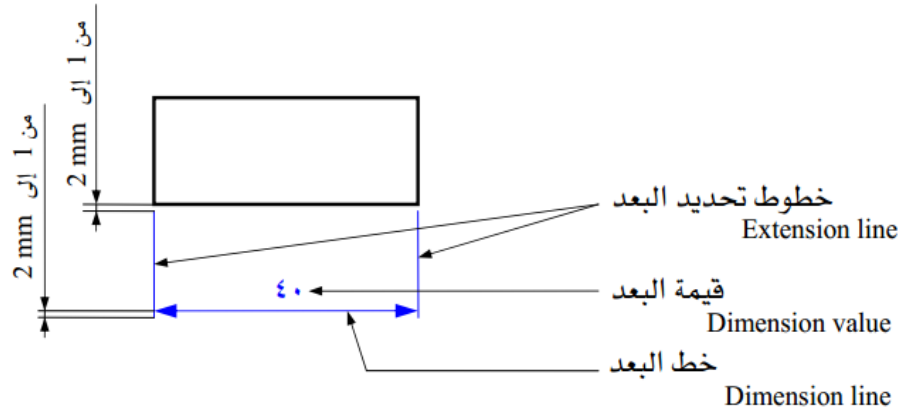 من 1 إلى 2 mm
من 1 إلى 2 mm
خطوط تحديد البعد
Extension line
٤٠
قيمة البعد
Dimension value
خط البعد
Dimension line